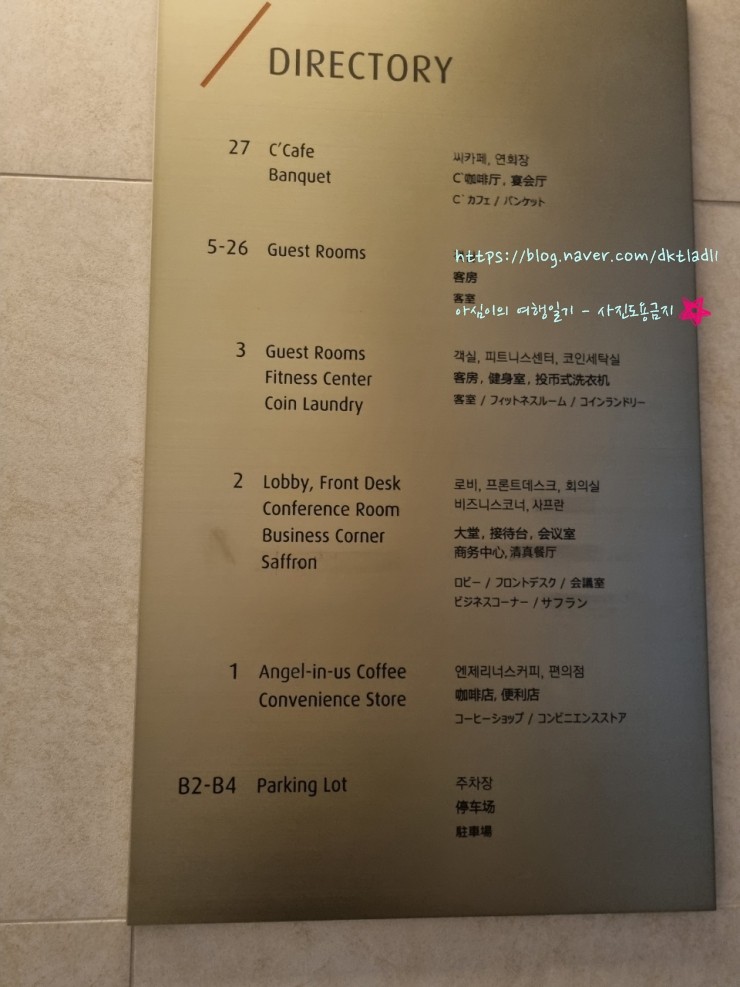 DIRECTORY
27 C'Cafe
Banquet
씨카페, 연회장
C'咖啡厅, 宴会厅
C' カフェ / バンケット
5-26 Guest Rooms
https://blog.naver.com/dktladll
客房
客室
아심이의 여행일기 - 사진도용금지
3 Guest Rooms
Fitness Center
Coin Laundry
객실, 피트니스센터, 코인세탁실
客房, 健身室, 投币式洗衣机
客室 / フィットネスルーム / コインランドリー
2 Lobby, Front Desk
Conference Room
Business Corner
Saffron
로비, 프론트데스크, 회의실
비즈니스코너, 사프란
大堂, 接待台, 会议室
商务中心, 清真餐厅
ロビー / フロントデスク / 会議室
ビジネスコーナー / サフラン
1 Angel-in-us Coffee
Convenience Store
엔제리너스커피, 편의점
咖啡店, 便利店
コーヒーショップ / コンビニエンスストア
B2-B4 Parking Lot
주차장
停车场
駐車場